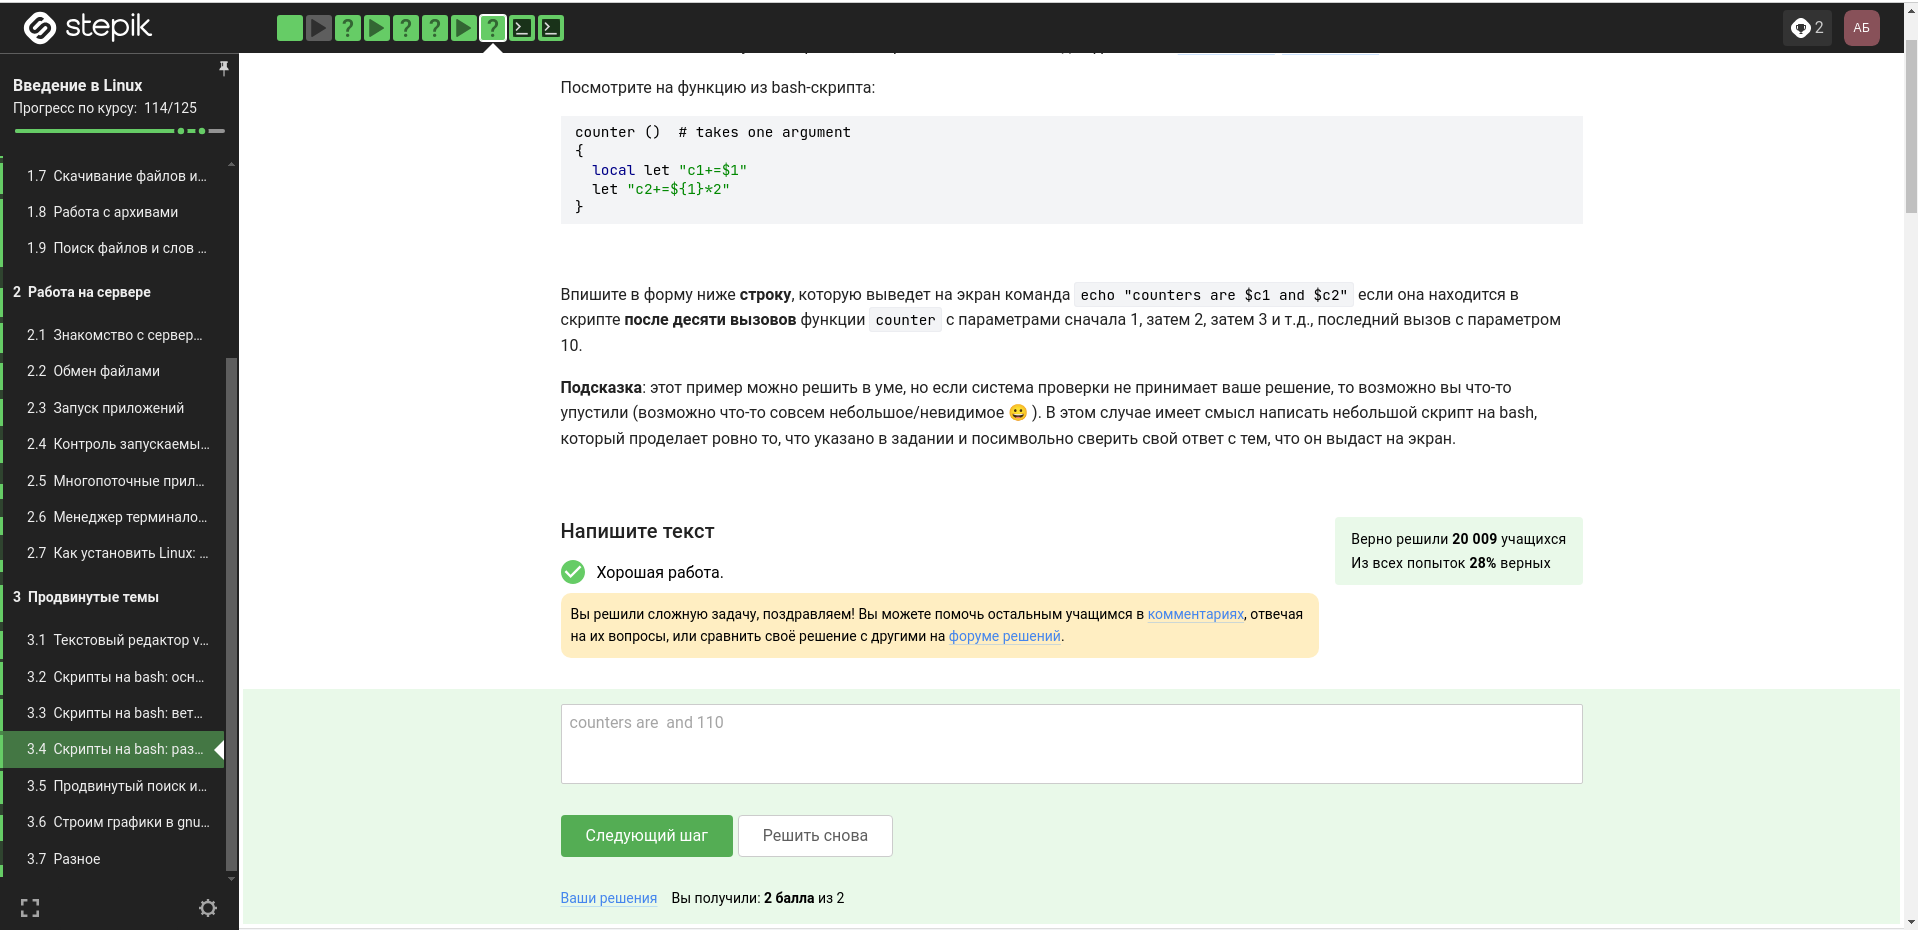 stepik
2
АБ
Введение в Linux
Прогресс по курсу: 114/125
1.7 Скачивание файлов и...
1.8 Работа с архивами
1.9 Поиск файлов и слов ...
2 Работа на сервере
2.1 Знакомство с сервер...
2.2 Обмен файлами
2.3 Запуск приложений
2.4 Контроль запускаемы...
2.5 Многопоточные прил...
2.6 Менеджер терминало...
2.7 Как установить Linux: ...
3 Продвинутые темы
3.1 Текстовый редактор v...
3.2 Скрипты на bash: осн...
3.3 Скрипты на bash: вет...
3.4 Скрипты на bash: раз...
3.5 Продвинутый поиск и...
3.6 Строим графики в gnu...
3.7 Разное
Посмотрите на функцию из bash-скрипта:
counter ()  # takes one argument
{
  local let "c1+=$1"
  let "c2+=${1}*2"
}
Впишите в форму ниже строку, которую выведет на экран команда echo "counters are $c1 and $c2" если она находится в
скрипте после десяти вызовов функции counter с параметрами сначала 1, затем 2, затем 3 и т.д., последний вызов с параметром
10.
Подсказка: этот пример можно решить в уме, но если система проверки не принимает ваше решение, то возможно вы что-то
упустили (возможно что-то совсем небольшое/невидимое 😀 ). В этом случае имеет смысл написать небольшой скрипт на bash,
который проделает ровно то, что указано в задании и посимвольно сверить свой ответ с тем, что он выдаст на экран.
Напишите текст
Верно решили 20 009 учащихся
Из всех попыток 28% верных
Хорошая работа.
Вы решили сложную задачу, поздравляем! Вы можете помочь остальным учащимся в комментариях, отвечая
на их вопросы, или сравнить своё решение с другими на форуме решений.
counters are  and 110
Следующий шаг
Решить снова
Ваши решения Вы получили: 2 балла из 2